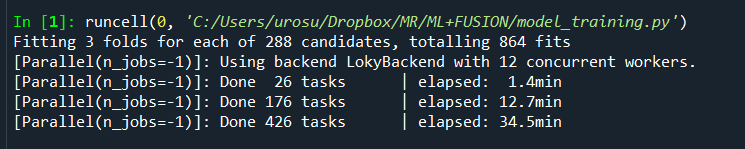 In [1]: runcell(0, 'C:/Users/urosu/Dropbox/MR/ML+FUSION/model_training.py')
Fitting 3 folds for each of 288 candidates, totalling 864 fits
[Parallel(n_jobs=-1)]: Using backend LokyBackend with 12 concurrent workers.
[Parallel(n_jobs=-1)]: Done  26 tasks      | elapsed:  1.4min
[Parallel(n_jobs=-1)]: Done 176 tasks      | elapsed: 12.7min
[Parallel(n_jobs=-1)]: Done 426 tasks      | elapsed: 34.5min